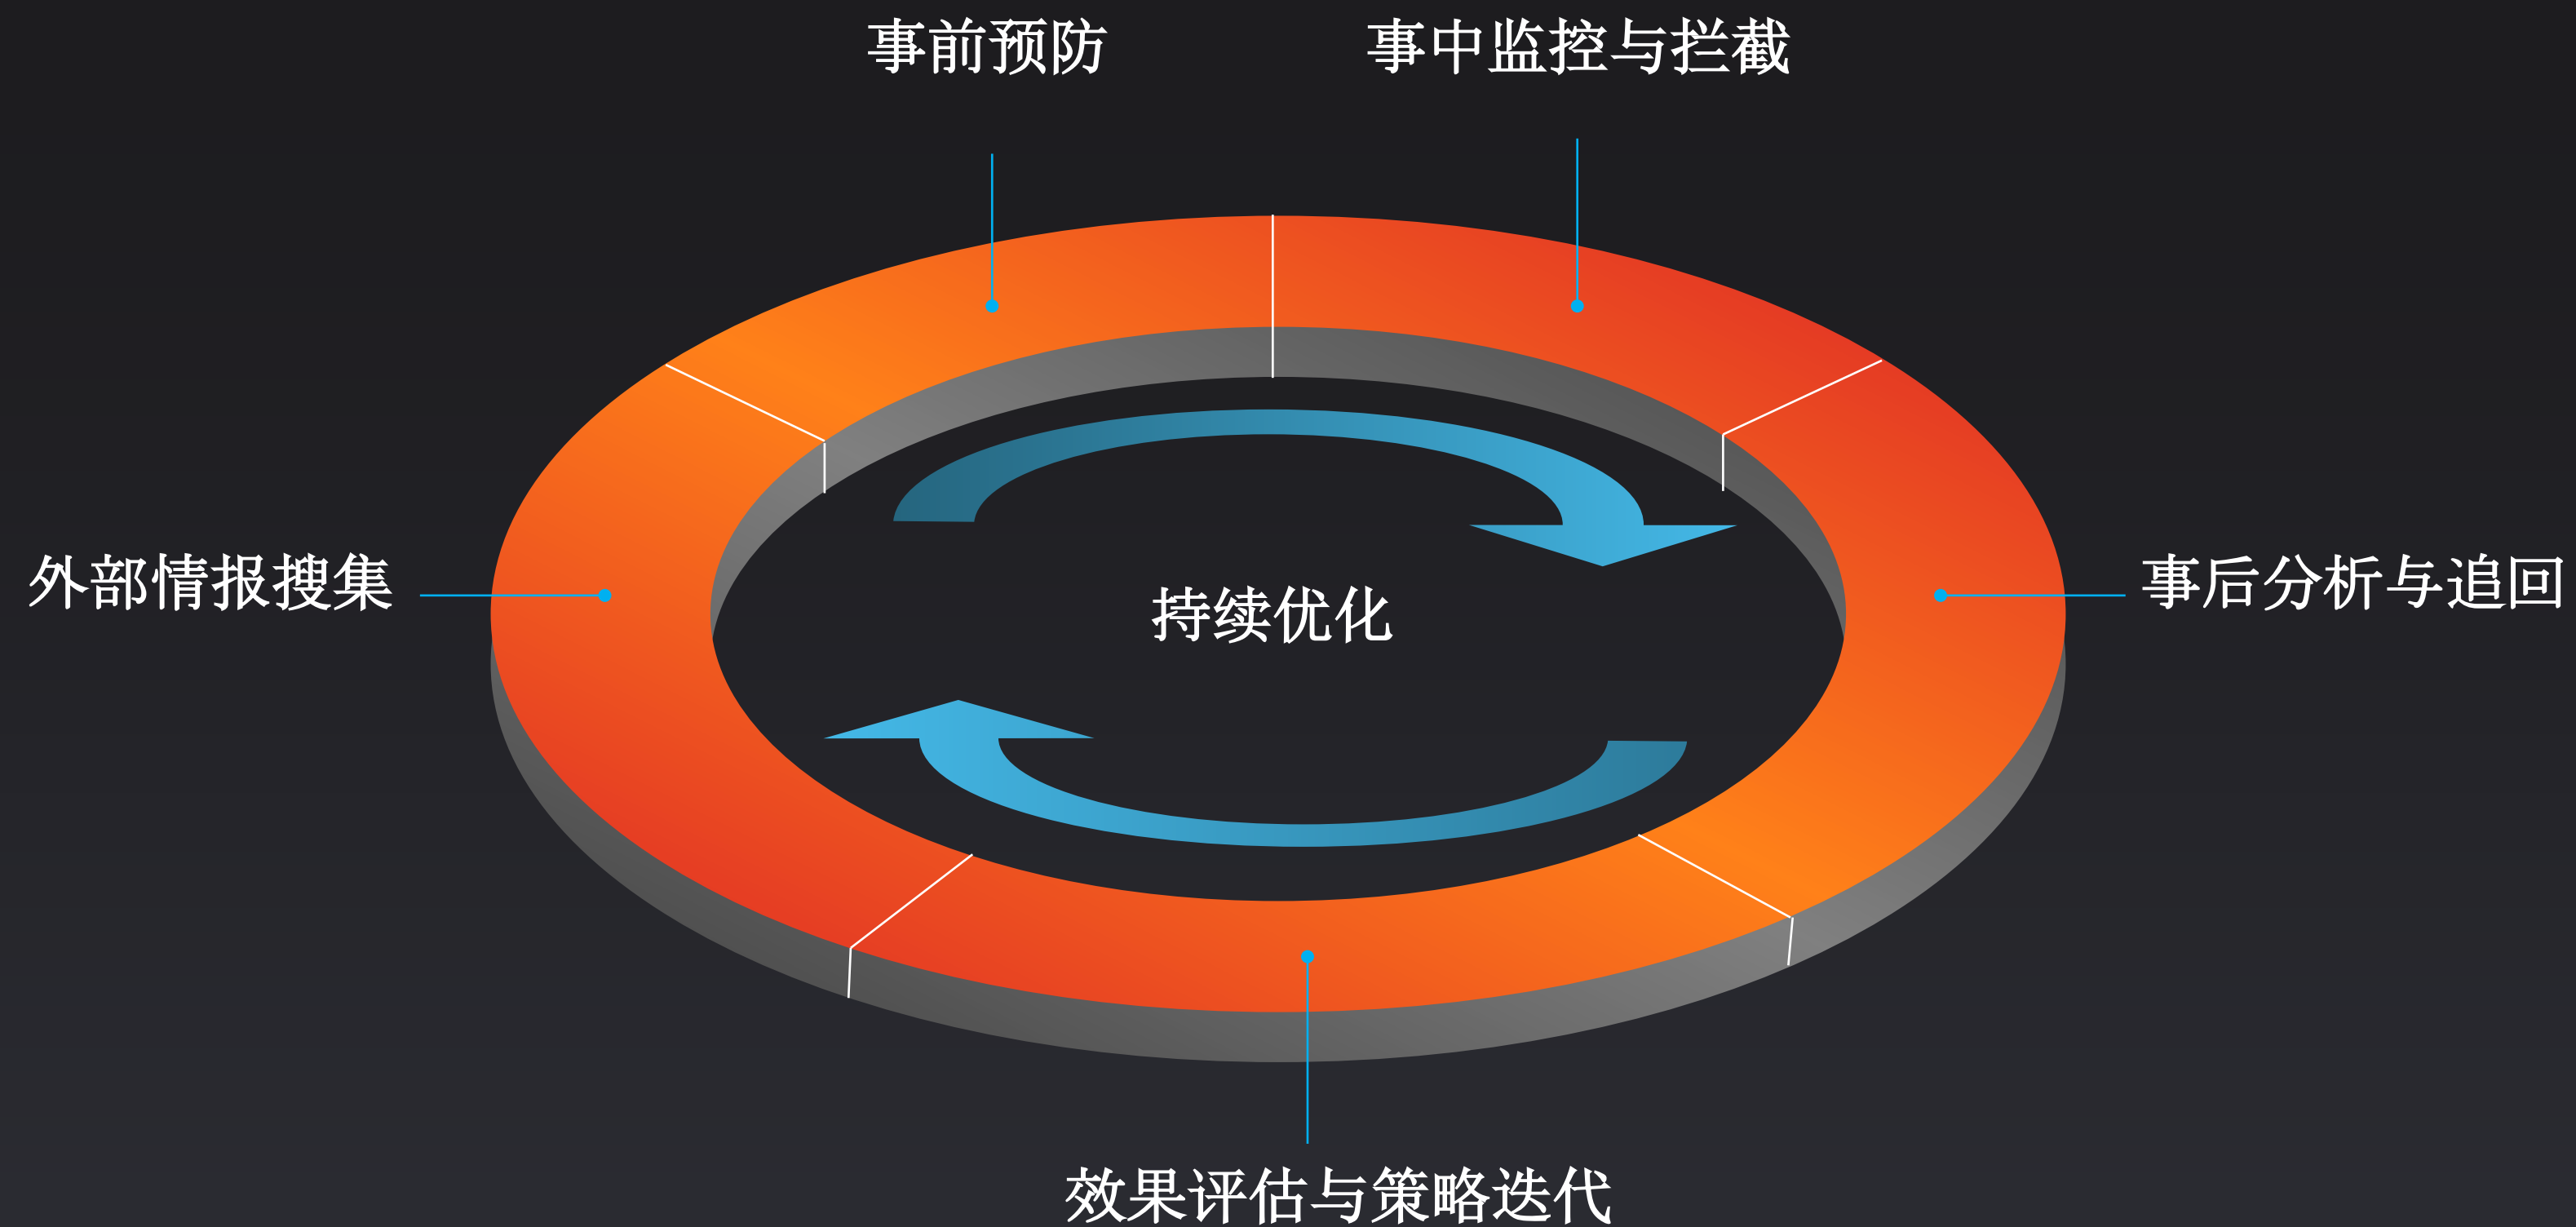 事前预防
事中监控与拦截
外部情报搜集
持续优化
事后分析与追回
效果评估与策略迭代